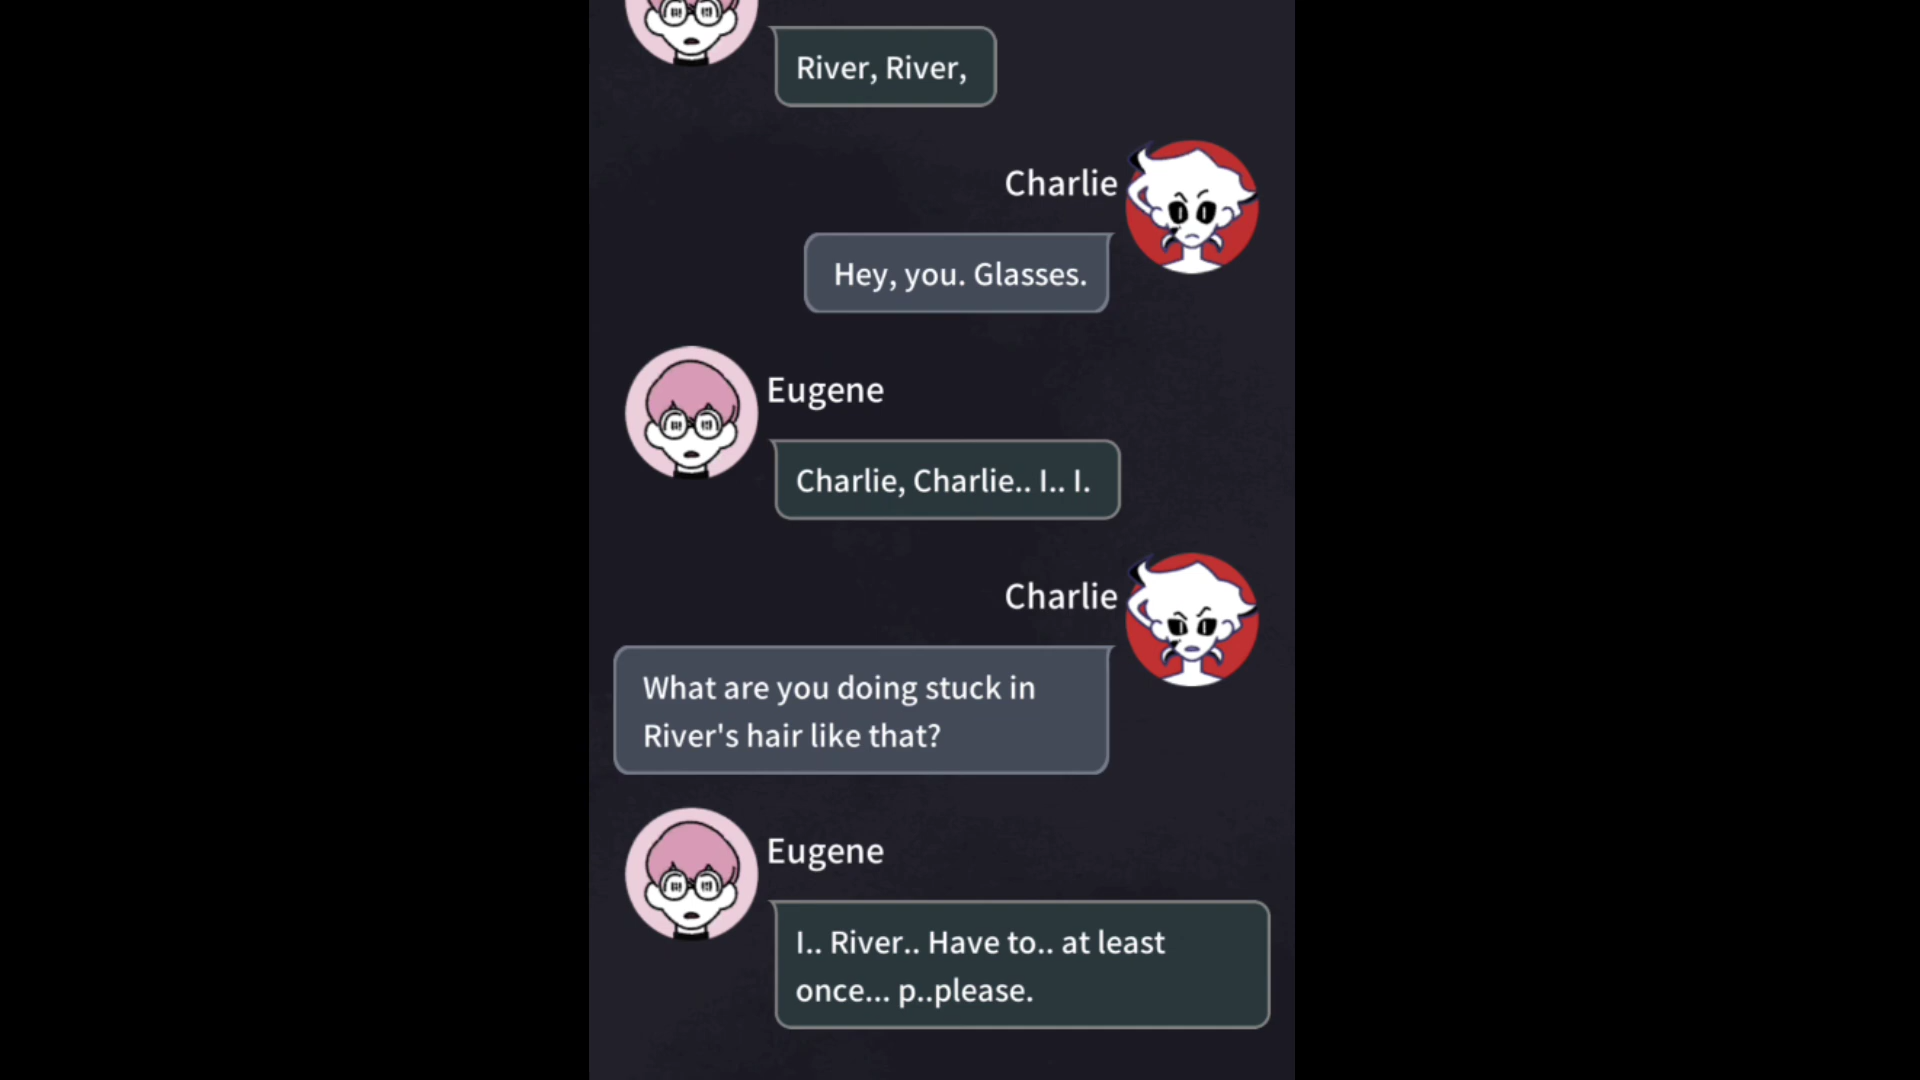 River, River,
Charlie
Hey, you. Glasses.
Eugene
Charlie, Charlie.. I.. I.
Charlie
What are you doing stuck in
River's hair like that?
Eugene
I.. River.. Have to.. at least
once... p..please.